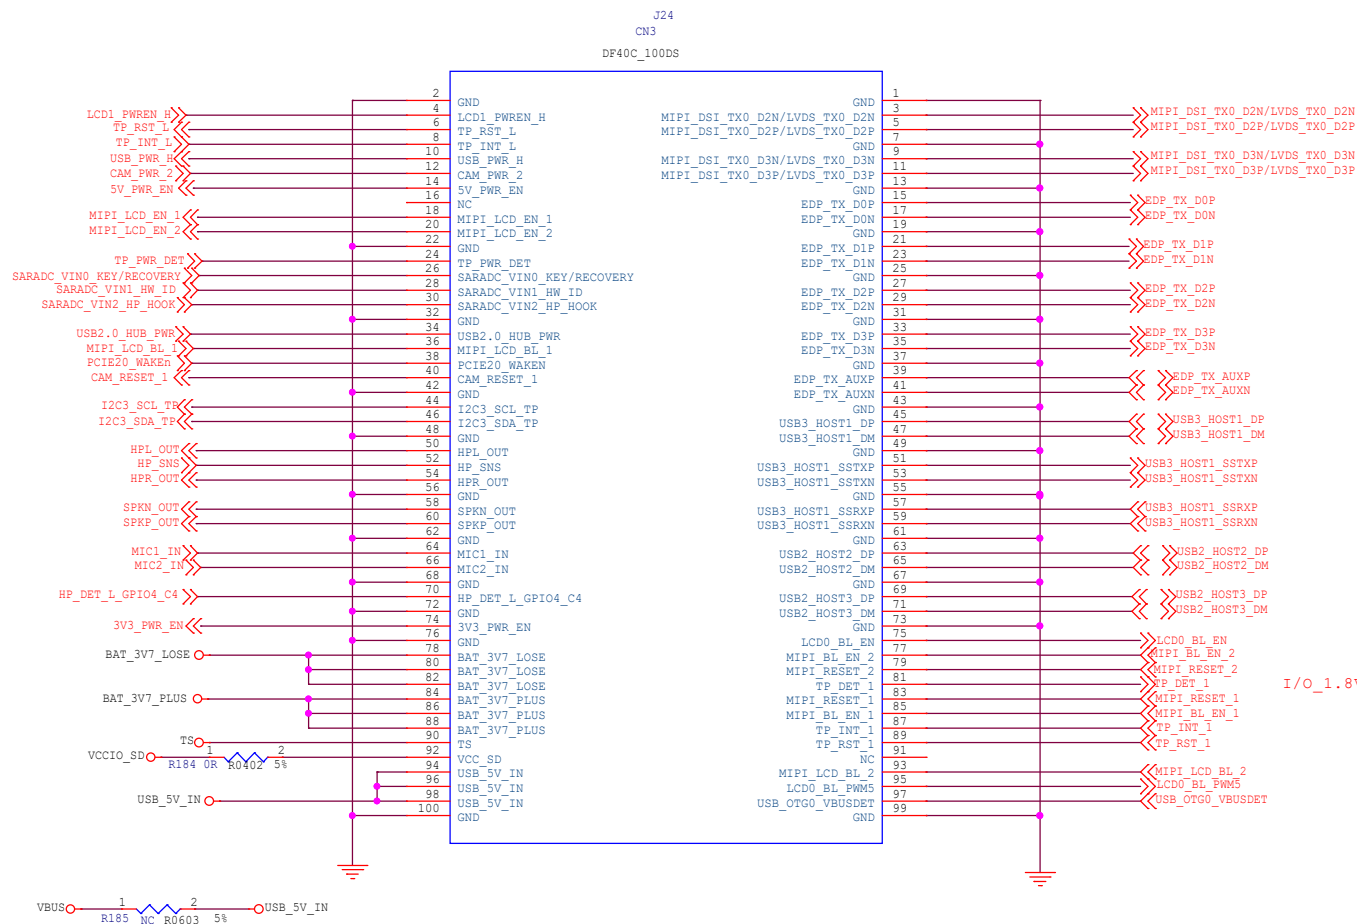 J24
CN3
DF40C_100DS
2 GND GND 1
LCD1_PWREN_H 4 LCD1_PWREN_H MIPI_DSI_TX0_D2N/LVDS_TX0_D2N 3 MIPI_DSI_TX0_D2N/LVDS_TX0_D2N
TP_RST_L 6 TP_RST_L MIPI_DSI_TX0_D2P/LVDS_TX0_D2P 5 MIPI_DSI_TX0_D2P/LVDS_TX0_D2P
TP_INT_L 8 TP_INT_L GND 7
USB_PWR_H 10 USB_PWR_H MIPI_DSI_TX0_D3N/LVDS_TX0_D3N 9 MIPI_DSI_TX0_D3N/LVDS_TX0_D3N
CAM_PWR_2 12 CAM_PWR_2 MIPI_DSI_TX0_D3P/LVDS_TX0_D3P 11 MIPI_DSI_TX0_D3P/LVDS_TX0_D3P
5V_PWR_EN 14 5V_PWR_EN GND 13
16 NC EDP_TX_D0P 15 EDP_TX_D0P
MIPI_LCD_EN_1 18 MIPI_LCD_EN_1 EDP_TX_D0N 17 EDP_TX_D0N
MIPI_LCD_EN_2 20 MIPI_LCD_EN_2 GND 19
22 GND EDP_TX_D1P 21 EDP_TX_D1P
TP_PWR_DET 24 TP_PWR_DET EDP_TX_D1N 23 EDP_TX_D1N
SARADC_VIN0_KEY/RECOVERY 26 SARADC_VIN0_KEY/RECOVERY GND 25
SARADC_VIN1_HW_ID 28 SARADC_VIN1_HW_ID EDP_TX_D2P 27 EDP_TX_D2P
SARADC_VIN2_HP_HOOK 30 SARADC_VIN2_HP_HOOK EDP_TX_D2N 29 EDP_TX_D2N
32 GND GND 31
USB2.0_HUB_PWR 34 USB2.0_HUB_PWR EDP_TX_D3P 33 EDP_TX_D3P
MIPI_LCD_BL_1 36 MIPI_LCD_BL_1 EDP_TX_D3N 35 EDP_TX_D3N
PCIE20_WAKEn 38 PCIE20_WAKEN GND 37
CAM_RESET_1 40 CAM_RESET_1 EDP_TX_AUXP 39 EDP_TX_AUXP
42 GND EDP_TX_AUXN 41 EDP_TX_AUXN
I2C3_SCL_TP 44 I2C3_SCL_TP GND 43
I2C3_SDA_TP 46 I2C3_SDA_TP USB3_HOST1_DP 45 USB3_HOST1_DP
48 GND USB3_HOST1_DM 47 USB3_HOST1_DM
HPL_OUT 50 HPL_OUT GND 49
HP_SNS 52 HP_SNS USB3_HOST1_SSTXP 51 USB3_HOST1_SSTXP
HPR_OUT 54 HPR_OUT USB3_HOST1_SSTXN 53 USB3_HOST1_SSTXN
56 GND GND 55
SPKN_OUT 58 SPKN_OUT USB3_HOST1_SSRXP 57 USB3_HOST1_SSRXP
SPKP_OUT 60 SPKP_OUT USB3_HOST1_SSRXN 59 USB3_HOST1_SSRXN
62 GND GND 61
MIC1_IN 64 MIC1_IN USB2_HOST2_DP 63 USB2_HOST2_DP
MIC2_IN 66 MIC2_IN USB2_HOST2_DM 65 USB2_HOST2_DM
68 GND GND 67
HP_DET_L_GPIO4_C4 70 HP_DET_L_GPIO4_C4 USB2_HOST3_DP 69 USB2_HOST3_DP
72 GND USB2_HOST3_DM 71 USB2_HOST3_DM
3V3_PWR_EN 74 3V3_PWR_EN GND 73
76 GND LCD0_BL_EN 75 LCD0_BL_EN
BAT_3V7_LOSE 78 BAT_3V7_LOSE MIPI_BL_EN_2 77 MIPI_BL_EN_2
80 BAT_3V7_LOSE MIPI_RESET_2 79 MIPI_RESET_2
82 BAT_3V7_LOSE TP_DET_1 81 TP_DET_1 I/O_1.8V
BAT_3V7_PLUS 84 BAT_3V7_PLUS MIPI_RESET_1 83 MIPI_RESET_1
86 BAT_3V7_PLUS MIPI_BL_EN_1 85 MIPI_BL_EN_1
88 BAT_3V7_PLUS TP_INT_1 87 TP_INT_1
TS 90 TS TP_RST_1 89 TP_RST_1
VCCIO_SD 1 2 92 VCC_SD NC 91
R184 0R R0402 5%
94 USB_5V_IN MIPI_LCD_BL_2 93 MIPI_LCD_BL_2
96 USB_5V_IN LCD0_BL_PWM5 95 LCD0_BL_PWM5
USB_5V_IN 98 USB_5V_IN USB_OTG0_VBUSDET 97 USB_OTG0_VBUSDET
100 GND GND 99
VBUS 1 2 USB_5V_IN
R185 NC R0603 5%